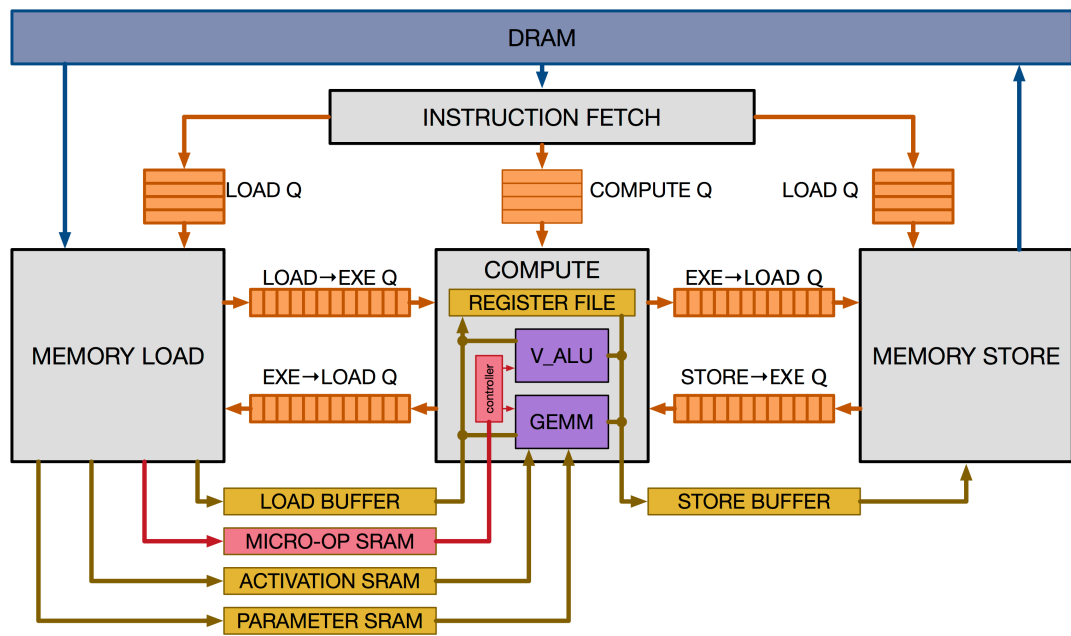 DRAM
INSTRUCTION FETCH
LOAD Q
COMPUTE Q
LOAD Q
COMPUTE
LOAD→EXE Q
EXE→LOAD Q
REGISTER FILE
MEMORY LOAD
V_ALU
MEMORY STORE
controller
EXE→LOAD Q
STORE→EXE Q
GEMM
LOAD BUFFER
STORE BUFFER
MICRO-OP SRAM
ACTIVATION SRAM
PARAMETER SRAM